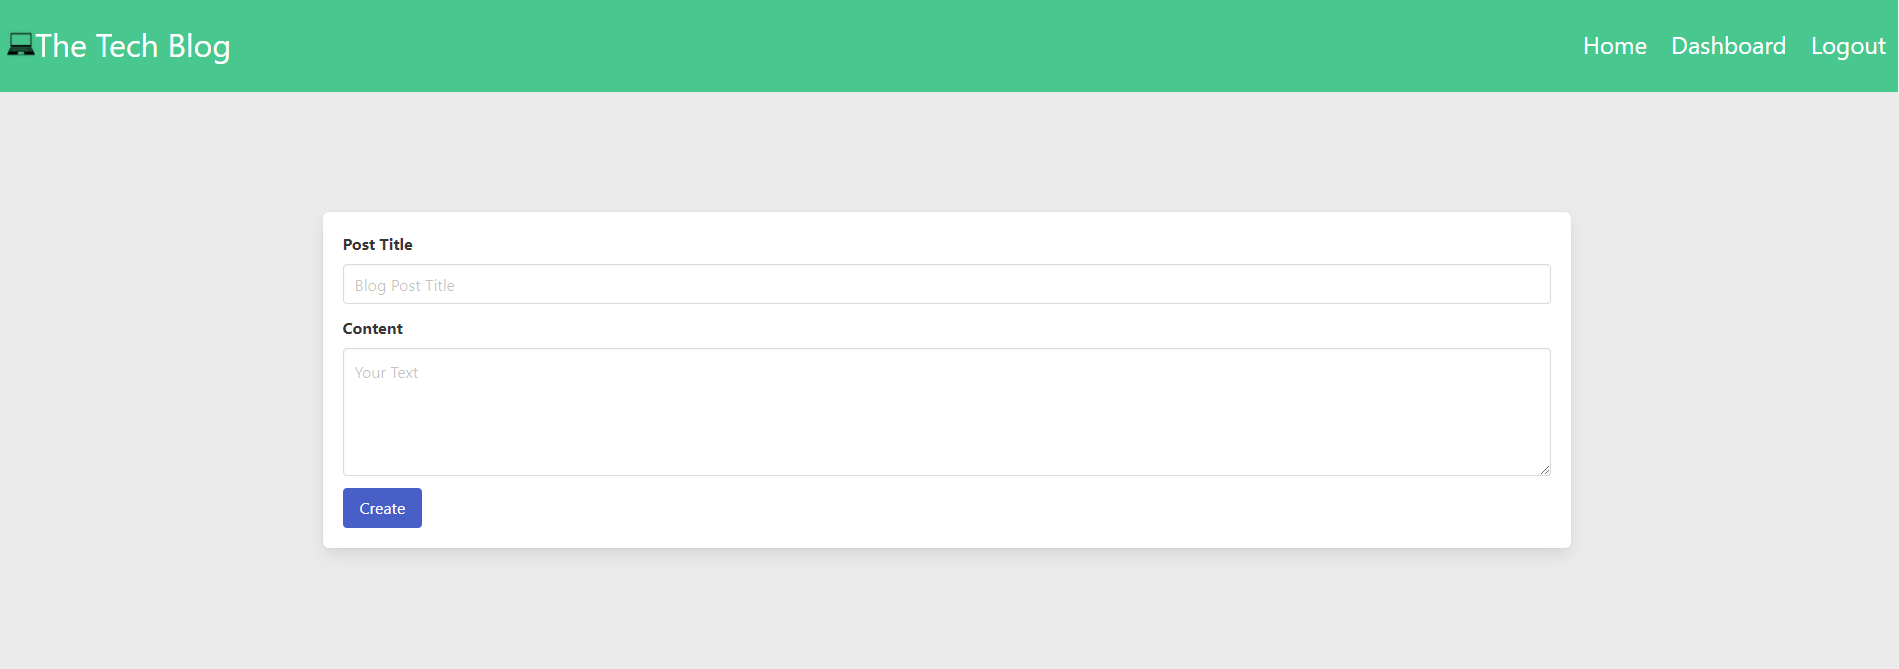 The Tech Blog
Home Dashboard Logout
Post Title
Blog Post Title
Content
Your Text
Create